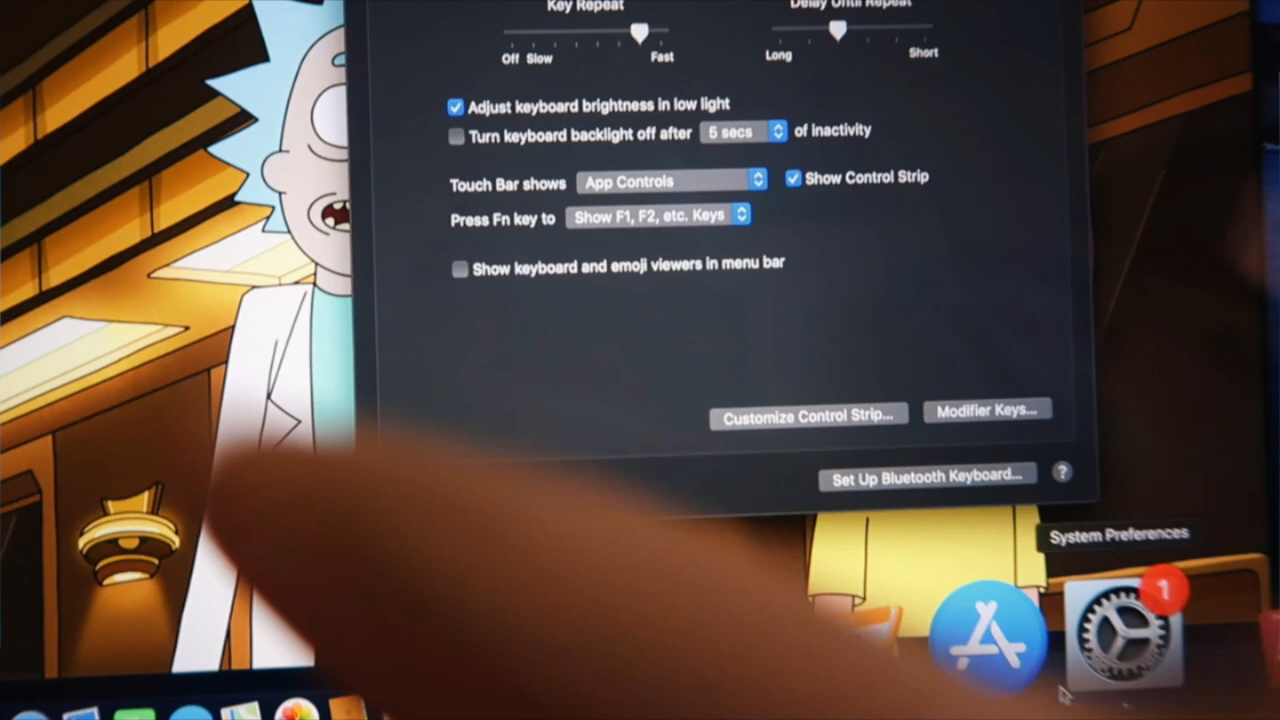 Key Repeat
Delay Until Repeat
Off Slow
Fast
Long
Short
Adjust keyboard brightness in low light
Turn keyboard backlight off after 5 secs of inactivity
Touch Bar shows App Controls Show Control Strip
Press Fn key to Show F1, F2, etc. Keys
Show keyboard and emoji viewers in menu bar
Customize Control Strip... Modifier Keys...
Set Up Bluetooth Keyboard... ?
System Preferences
1